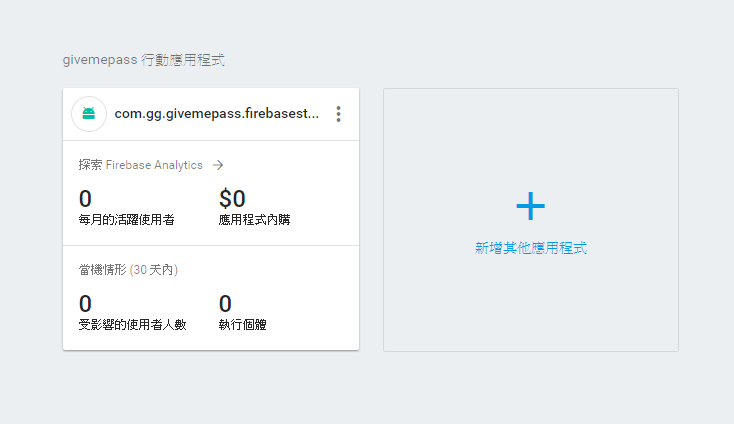 givemepass 行動應用程式
com.gg.givemepass.firebasest...
探索 Firebase Analytics →
0 $0
每月的活躍使用者 應用程式內購
當機情形 (30 天內)
0 0
受影響的使用者人數 執行個體
+
新增其他應用程式